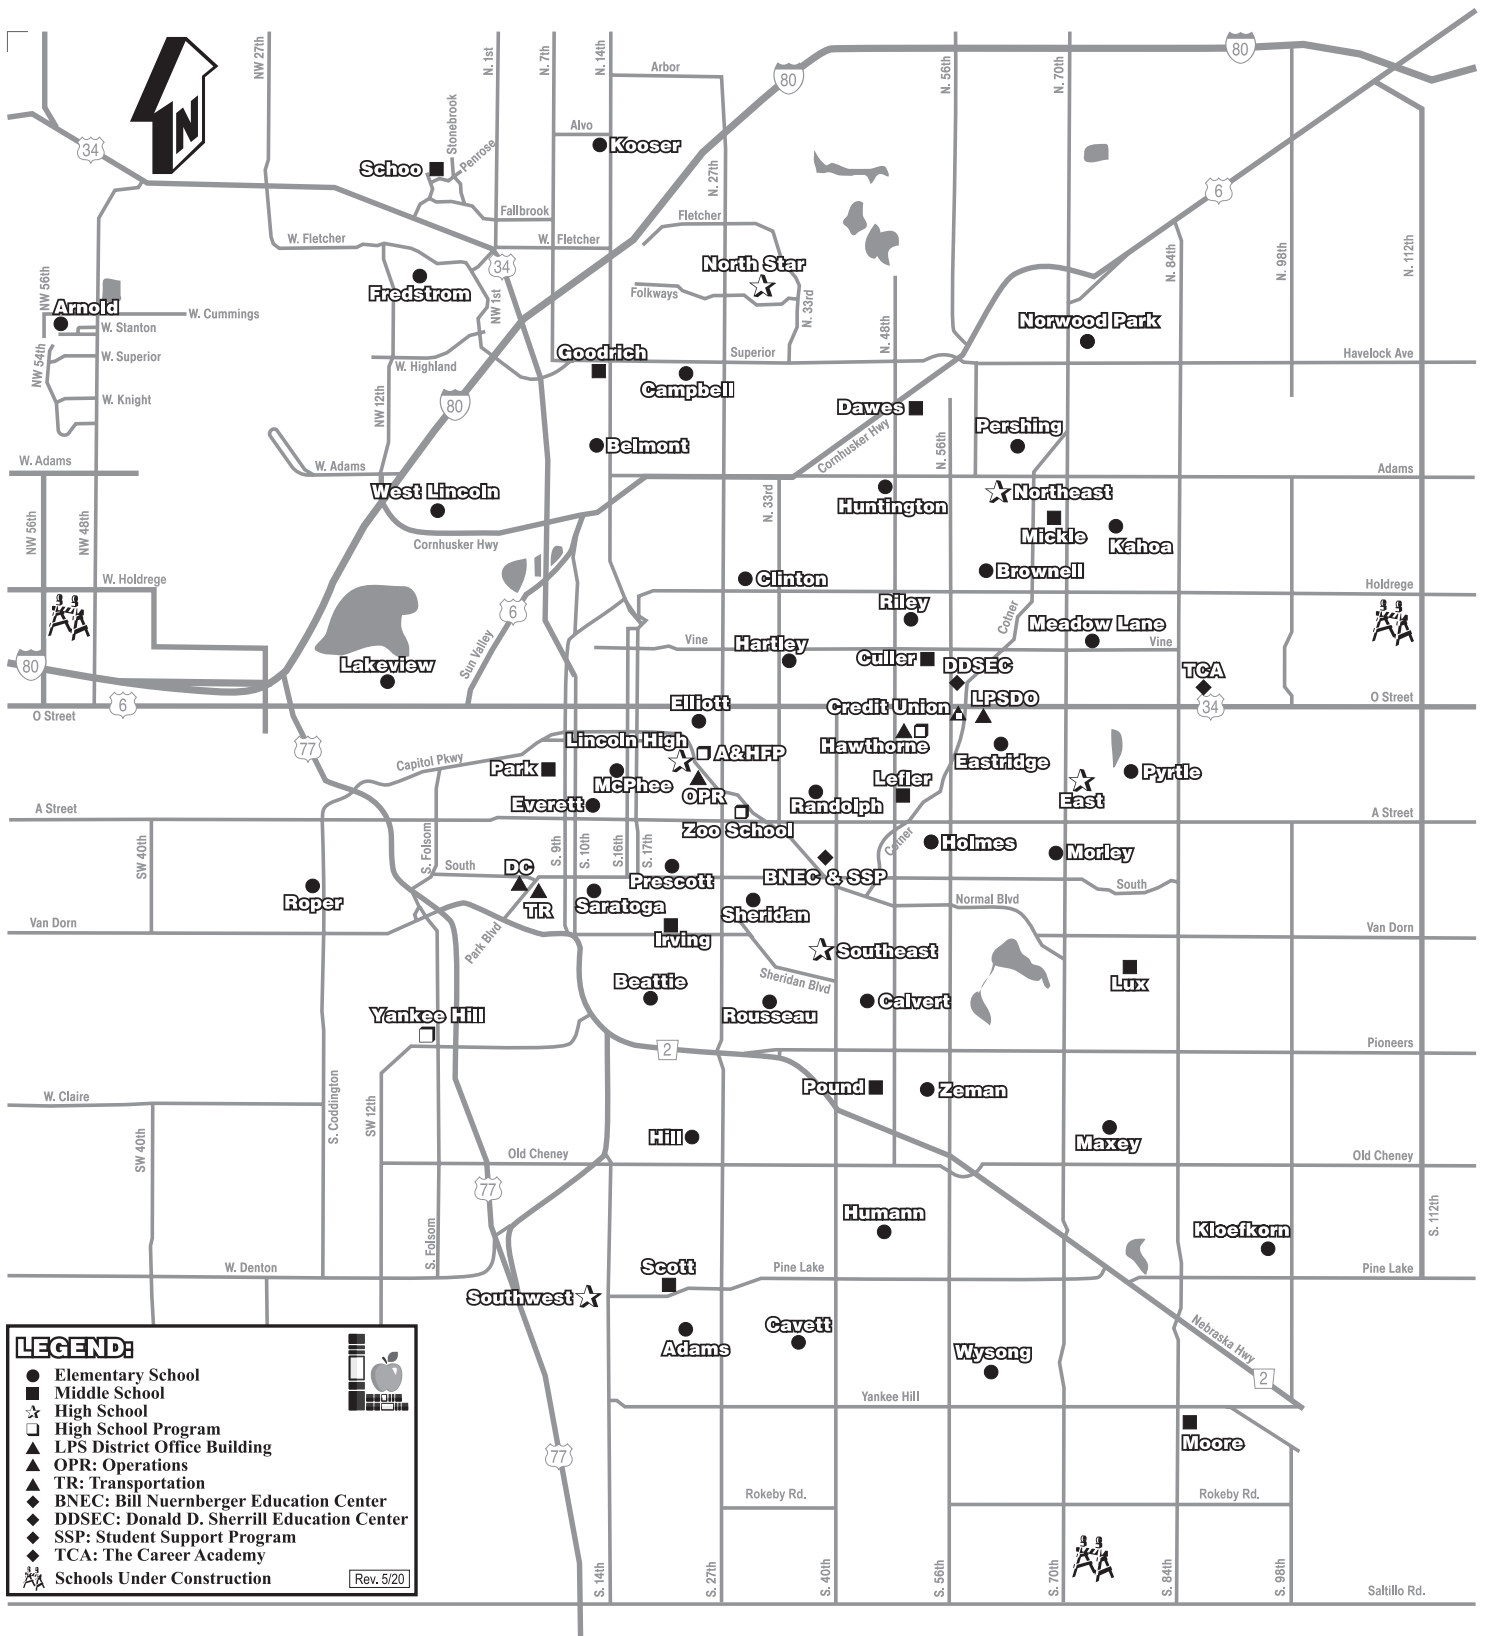 NW 27th
N. 1st
N. 7th
N. 14th
Arbor
80
80
N. 56th
N. 70th
N
34
Stonebrook
Penrose
Alvo
Kooser
Schoo
N. 27th
6
Fallbrook
Fletcher
W. Fletcher
W. Fletcher
N. 84th
N. 98th
N. 112th
34
North Star
NW 56th
Fredstrom
Folkways
N. 33rd
Arnold
W. Cummings
NW 1st
N. 48th
Norwood Park
W. Stanton
NW 54th
W. Superior
Goodrich
Superior
Havelock Ave
W. Highland
Campbell
W. Knight
NW 12th
80
Dawes
Cornhusker Hwy
Pershing
Belmont
N. 56th
W. Adams
W. Adams
Adams
West Lincoln
N. 33rd
Huntington
Northeast
NW 56th
NW 48th
Mickle
Kahoa
Cornhusker Hwy
W. Holdrege
Clinton
Brownell
Holdrege
6
Riley
Cotner
Meadow Lane
Vine
Hartley
Vine
Sun Valley
80
Lakeview
Culler
DDSEC
TCA
6
O Street
Elliott
Credit Union
LPSDO
O Street
34
77
Capitol Pkwy
Lincoln High
A&HFP
Hawthorne
Eastridge
Park
McPhee
OPR
Lefler
East
Pyrtle
A Street
Everett
Randolph
A Street
Zoo School
SW 40th
S. Folsom
S. 9th
S. 10th
S.16th
S. 17th
Cotner
Holmes
Morley
South
DC
Prescott
BNEC & SSP
South
Roper
TR
Saratoga
Sheridan
Normal Blvd
Van Dorn
Park Blvd
Irving
Southeast
Van Dorn
Beattie
Sheridan Blvd
Lux
Yankee Hill
Rousseau
Calvert
2
Pioneers
W. Claire
S. Coddington
SW 12th
Pound
Zeman
SW 40th
Hill
Maxey
Old Cheney
Old Cheney
77
S. Folsom
Humann
Kloefkorn
S. 112th
W. Denton
Scott
Pine Lake
Pine Lake
Southwest
Adams
Cavett
Nebraska Hwy
Wysong
2
Yankee Hill
Moore
77
Rokeby Rd.
Rokeby Rd.
S. 14th
S. 27th
S. 40th
S. 56th
S. 70th
S. 84th
S. 98th
Saltillo Rd.
LEGEND:
Elementary School
Middle School
High School
High School Program
LPS District Office Building
OPR: Operations
TR: Transportation
BNEC: Bill Nuernberger Education Center
DDSEC: Donald D. Sherrill Education Center
SSP: Student Support Program
TCA: The Career Academy
Schools Under Construction
Rev. 5/20